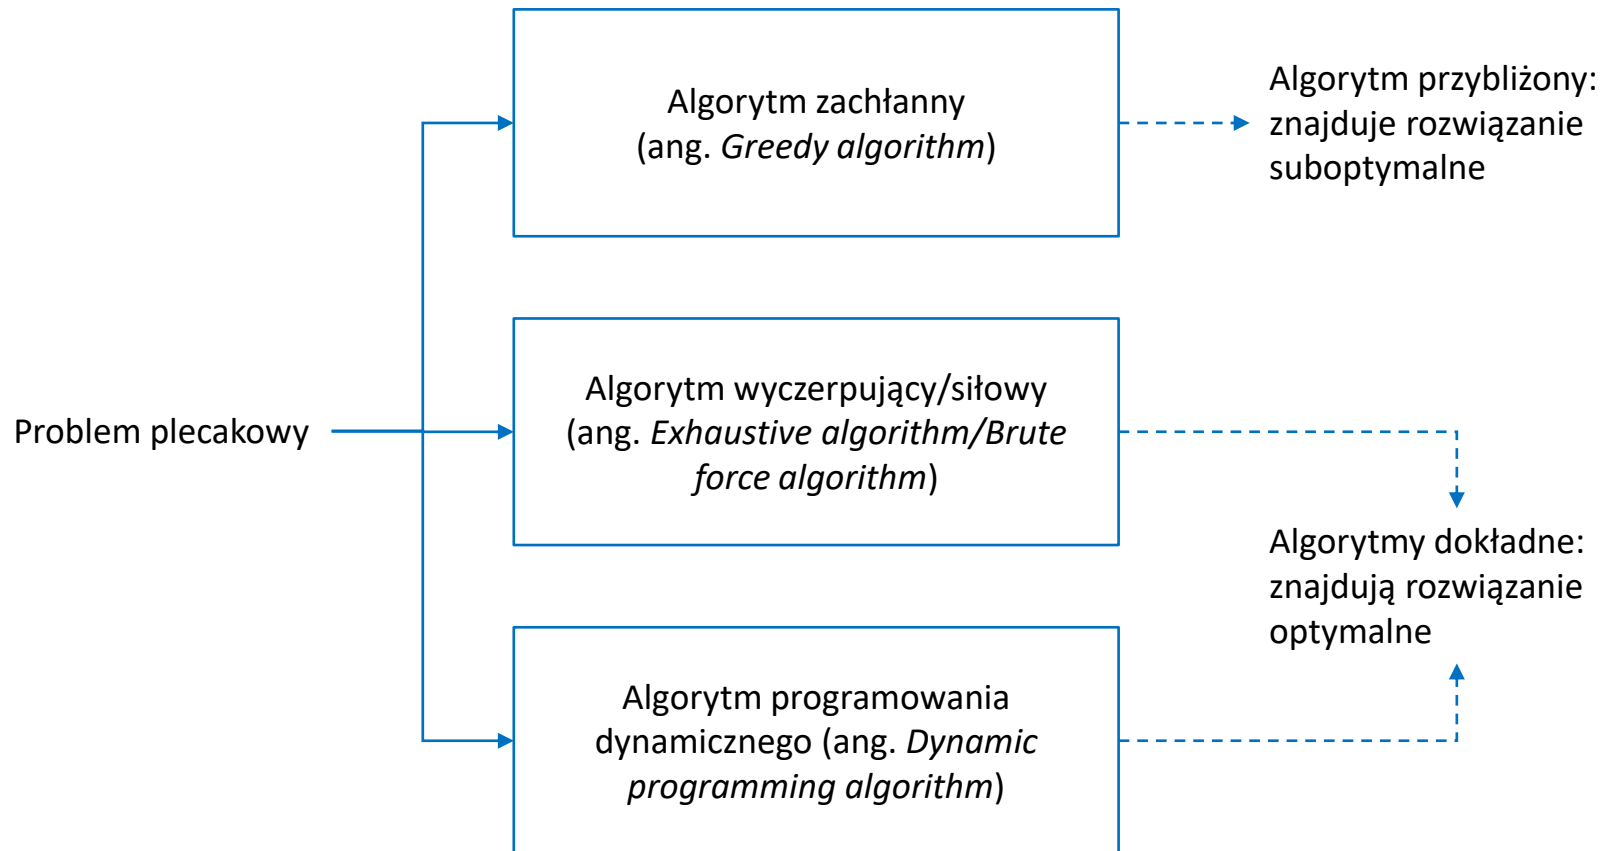 Algorytm zachłanny
(ang. Greedy algorithm)
Algorytm przybliżony:
znajduje rozwiązanie
suboptymalne
Problem plecakowy
Algorytm wyczerpujący/siłowy
(ang. Exhaustive algorithm/Brute
force algorithm)
Algorytmy dokładne:
znajdują rozwiązanie
optymalne
Algorytm programowania
dynamicznego (ang. Dynamic
programming algorithm)